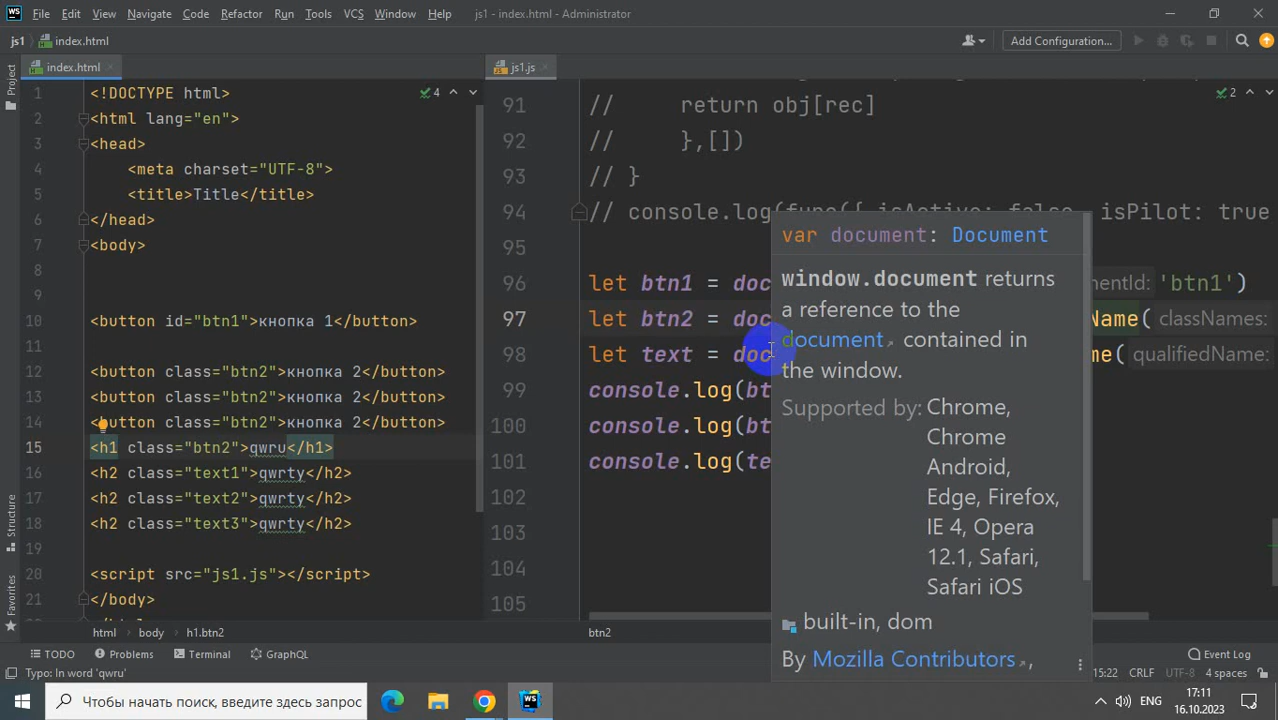 WS File Edit View Navigate Code Refactor Run Tools VCS Window Help js1 - index.html - Administrator
js1 index.html Add Configuration...
Project
index.html
js1.js
1 <!DOCTYPE html>
4
2 <html lang="en">
3 <head>
4 <meta charset="UTF-8">
5 <title>Title</title>
6 </head>
7 <body>
8
9
10 <button id="btn1">кнопка 1</button>
11
12 <button class="btn2">кнопка 2</button>
13 <button class="btn2">кнопка 2</button>
14 <button class="btn2">кнопка 2</button>
15 <h1 class="btn2">qwru</h1>
16 <h2 class="text1">qwrty</h2>
17 <h2 class="text2">qwrty</h2>
18 <h2 class="text3">qwrty</h2>
19
20 <script src="js1.js"></script>
21 </body>
html body h1.btn2
91 // return obj[rec]
2
92 // },[])
93 // }
94 // console.log(func({ isActive: false, isPilot: true
95
96 let btn1 = doc mentId: 'btn1')
97 let btn2 = doc Name( classNames:
98 let text = doc me( qualifiedName:
99 console.log(bt
100 console.log(bt
101 console.log(te
102
103
104
105
btn2
var document: Document
window.document returns
a reference to the
document contained in
the window.
Supported by: Chrome,
Chrome
Android,
Edge, Firefox,
IE 4, Opera
12.1, Safari,
Safari iOS
built-in, dom
By Mozilla Contributors,
Structure
Favorites
TODO Problems Terminal GraphQL Event Log
Typo: In word 'qwru' 15:22 CRLF UTF-8 4 spaces
Чтобы начать поиск, введите здесь запрос
WS
ENG
17:11
16.10.2023